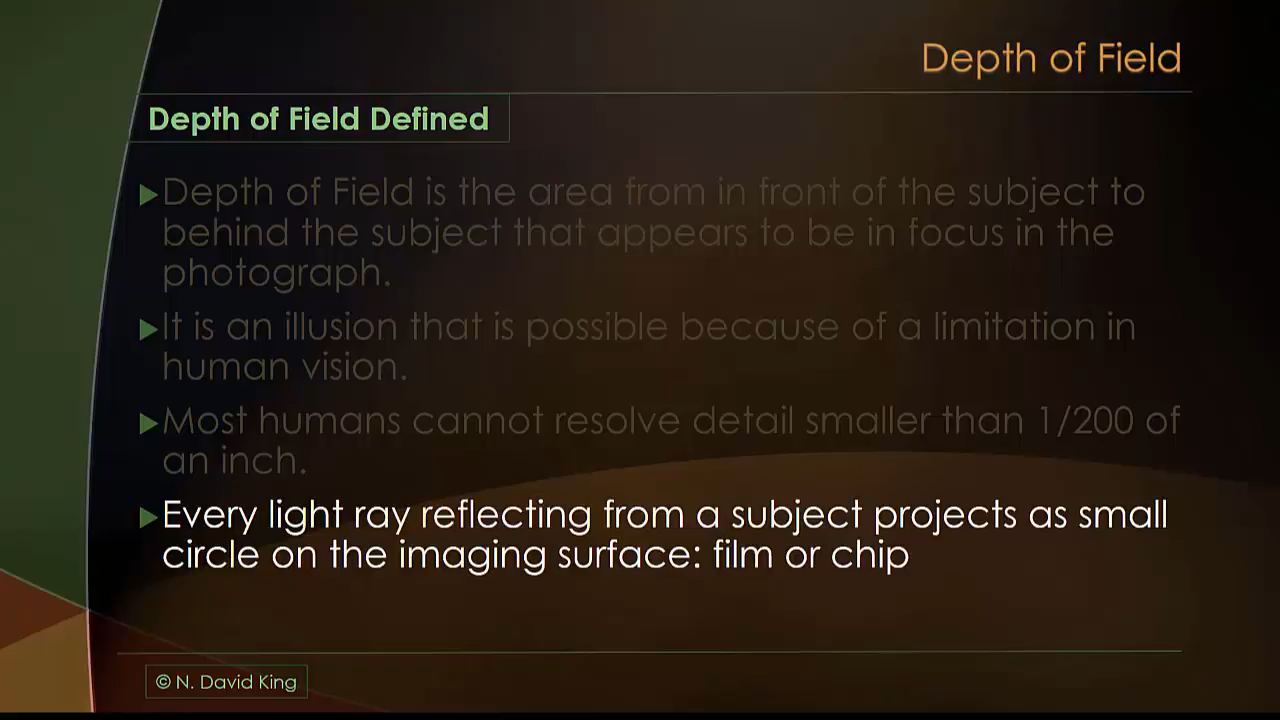 Depth of Field
Depth of Field Defined
Depth of Field is the area from in front of the subject to
behind the subject that appears to be in focus in the
photograph.
It is an illusion that is possible because of a limitation in
human vision.
Most humans cannot resolve detail smaller than 1/200 of
an inch.
Every light ray reflecting from a subject projects as small
circle on the imaging surface: film or chip
© N. David King